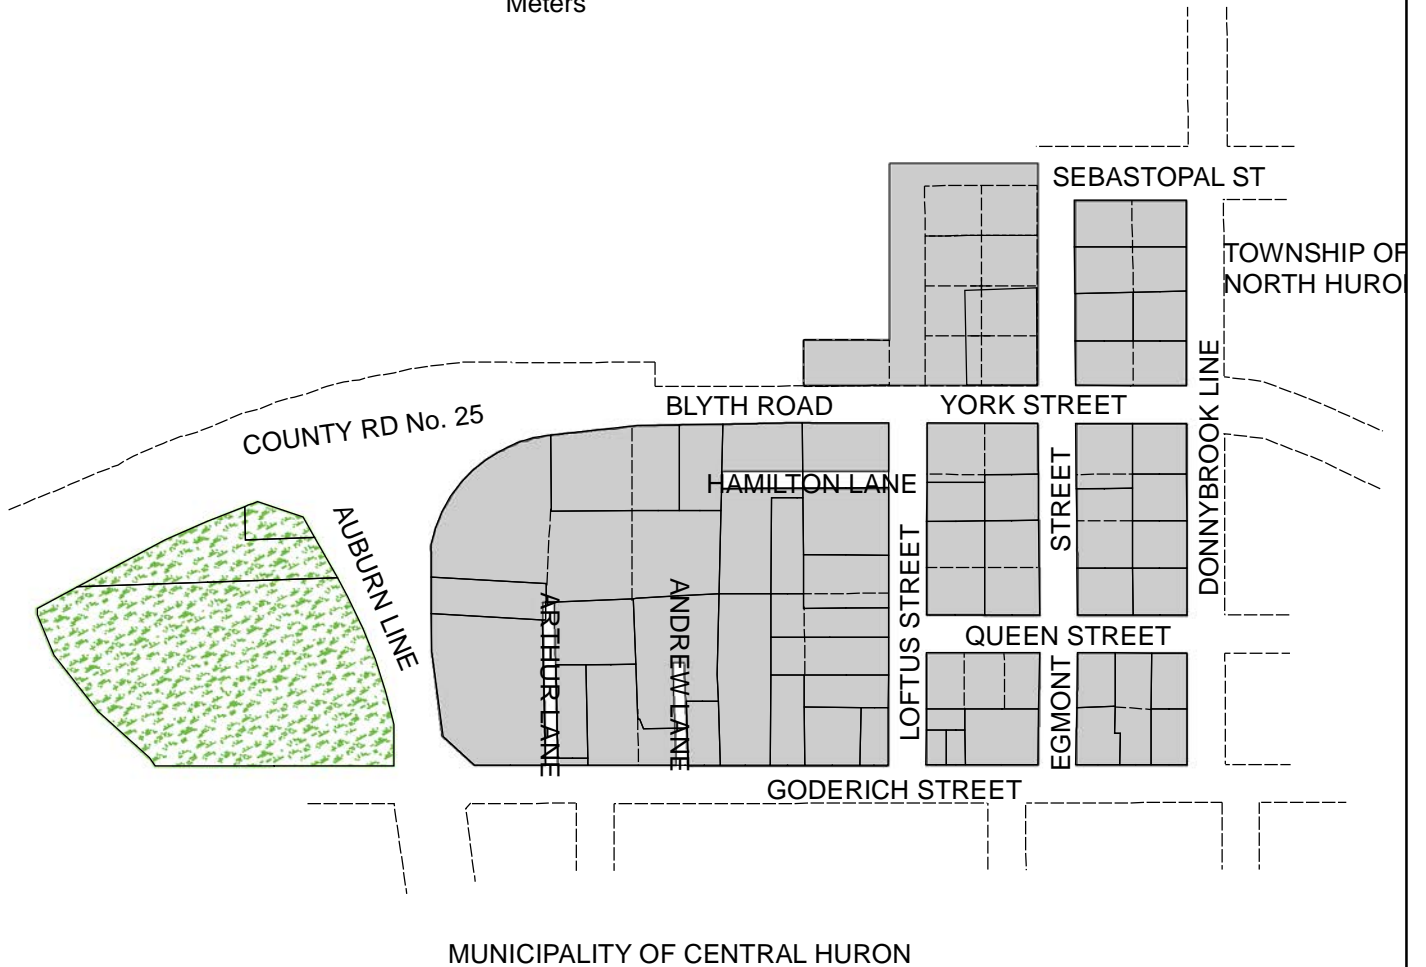 Meters
SEBASTOPAL ST
TOWNSHIP OF
NORTH HURO
DONNYBROOK LINE
BLYTH ROAD
YORK STREET
COUNTY RD No. 25
HAMILTON LANE
STREET
AUBURN LINE
LOFTUS STREET
ARTHUR LANE
ANDREW LANE
QUEEN STREET
EGMONT
GODERICH STREET
MUNICIPALITY OF CENTRAL HURON